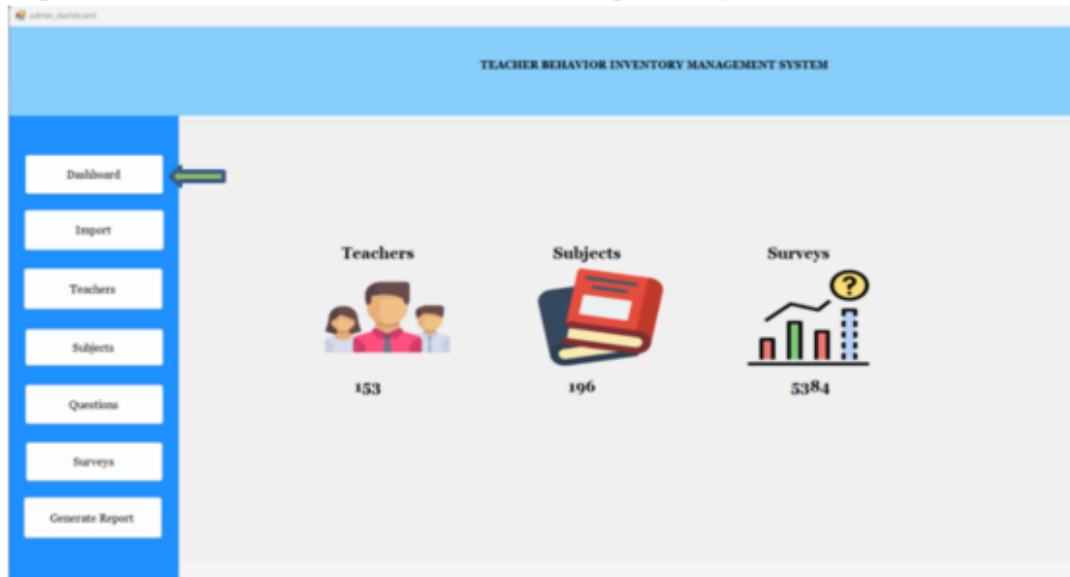 admin_dashboard
TEACHER BEHAVIOR INVENTORY MANAGEMENT SYSTEM
Dashboard
Import
Teachers
Subjects
Questions
Surveys
Generate Report
Teachers
Subjects
Surveys
?
153
196
5384